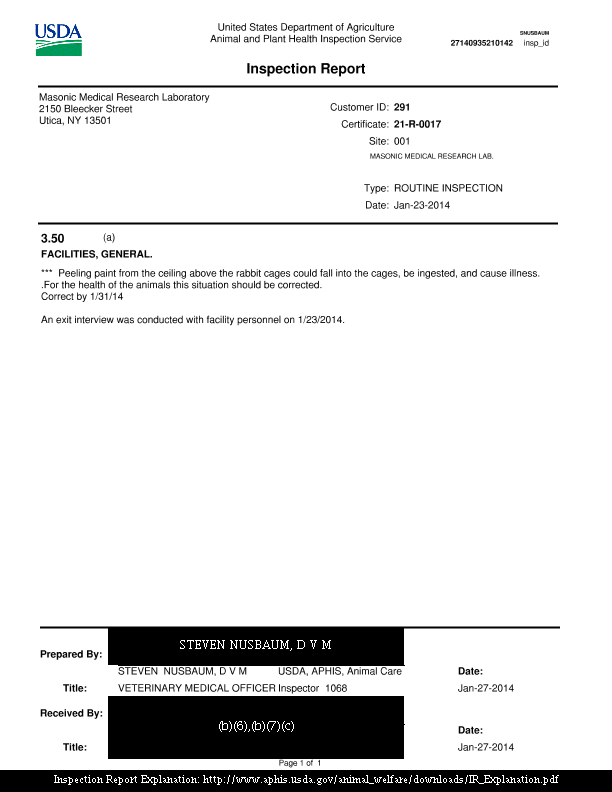 USDA
United States Department of Agriculture
Animal and Plant Health Inspection Service
SNUSBAUM
27140935210142 insp_id
Inspection Report
Masonic Medical Research Laboratory
2150 Bleecker Street
Utica, NY 13501
Customer ID: 291
Certificate: 21-R-0017
Site: 001
MASONIC MEDICAL RESEARCH LAB.
Type: ROUTINE INSPECTION
Date: Jan-23-2014
3.50 (a)
FACILITIES, GENERAL.
*** Peeling paint from the ceiling above the rabbit cages could fall into the cages, be ingested, and cause illness.
.For the health of the animals this situation should be corrected.
Correct by 1/31/14
An exit interview was conducted with facility personnel on 1/23/2014.
STEVEN NUSBAUM, D V M
Prepared By:
STEVEN NUSBAUM, D V M USDA, APHIS, Animal Care Date:
Title: VETERINARY MEDICAL OFFICER Inspector 1068 Jan-27-2014
Received By:
(b)(6),(b)(7)(c)
Date:
Title: Jan-27-2014
Page 1 of 1
Inspection Report Explanation: http://www.aphis.usda.gov/animal_welfare/downloads/IR_Explanation.pdf